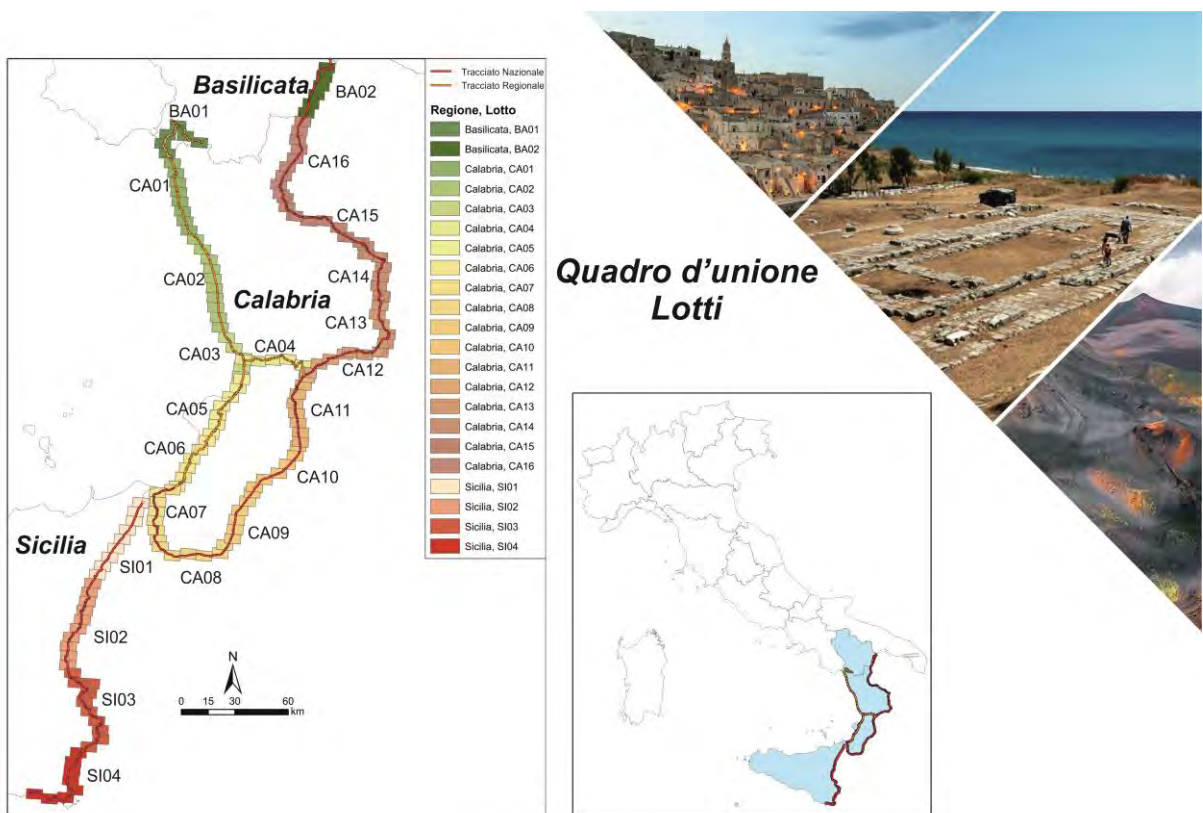 Basilicata
BA01
BA02
CA16
CA01
CA15
CA14
CA02
Calabria
CA13
CA03
CA04
CA12
CA05
CA11
CA06
CA10
CA07
CA09
Sicilia
SI01
CA08
SI02
SI03
SI04
N
0 15 30 60
km
Tracciato Nazionale
Tracciato Regionale
Regione, Lotto
Basilicata, BA01
Basilicata, BA02
Calabria, CA01
Calabria, CA02
Calabria, CA03
Calabria, CA04
Calabria, CA05
Calabria, CA06
Calabria, CA07
Calabria, CA08
Calabria, CA09
Calabria, CA10
Calabria, CA11
Calabria, CA12
Calabria, CA13
Calabria, CA14
Calabria, CA15
Calabria, CA16
Sicilia, SI01
Sicilia, SI02
Sicilia, SI03
Sicilia, SI04
Quadro d’unione
Lotti